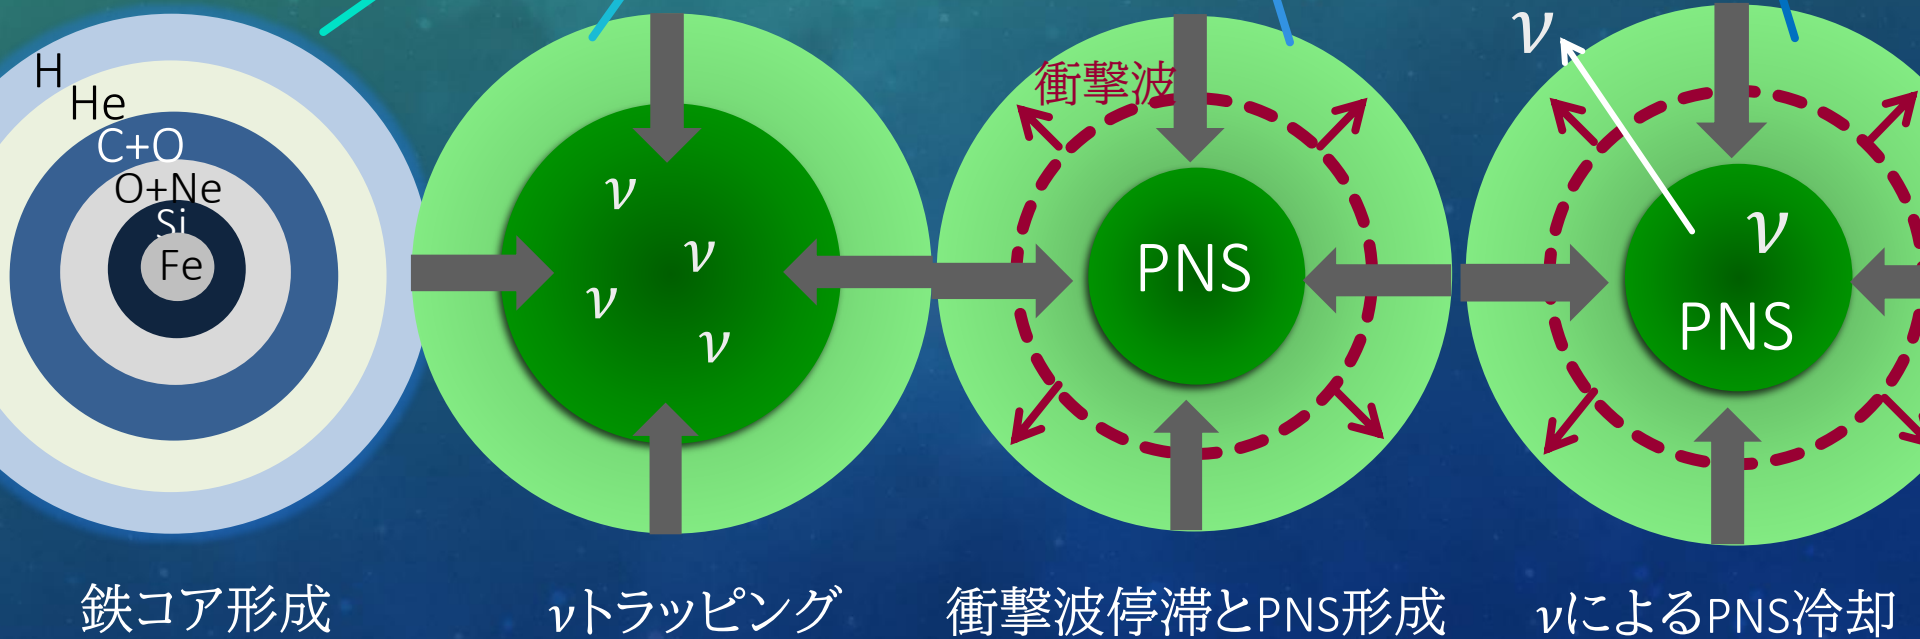 H
He
C+O
O+Ne
Si
Fe
鉄コア形成
ν
ν
ν
ν
νトラッピング
衝撃波
PNS
衝撃波停滞とPNS形成
ν
ν
PNS
νによるPNS冷却